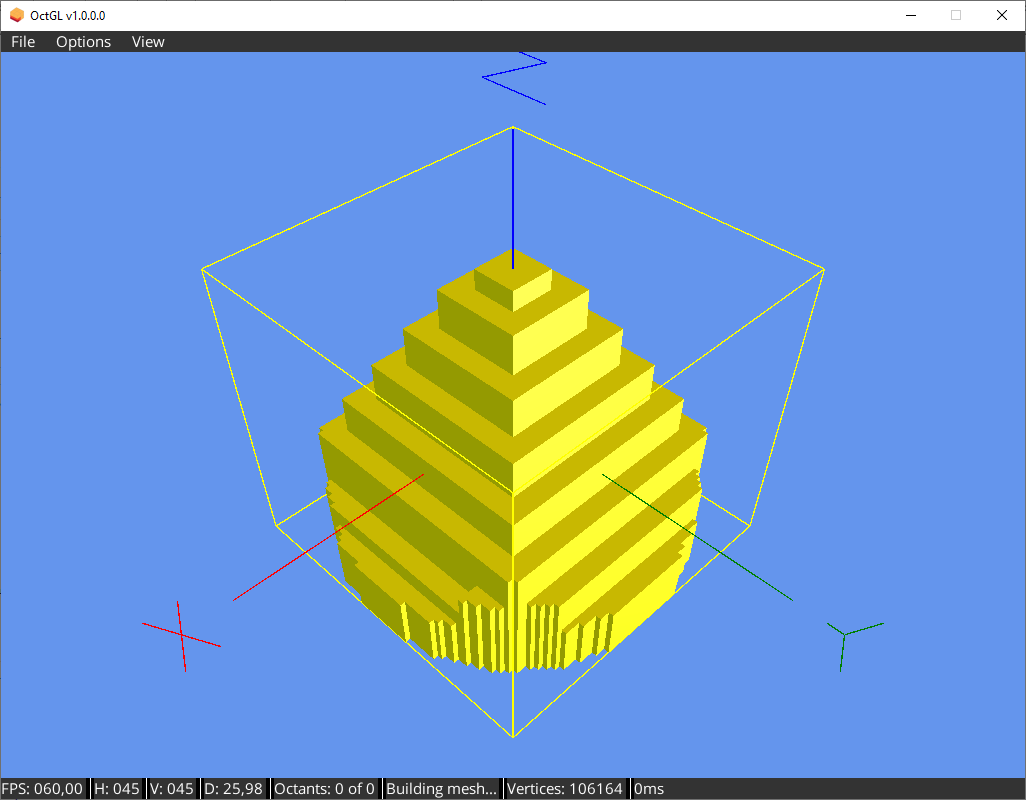 OctGL v1.0.0.0
File Options View
Z
X Y
FPS: 060,00 H: 045 V: 045 D: 25,98 Octants: 0 of 0 Building mesh... Vertices: 106164 0ms